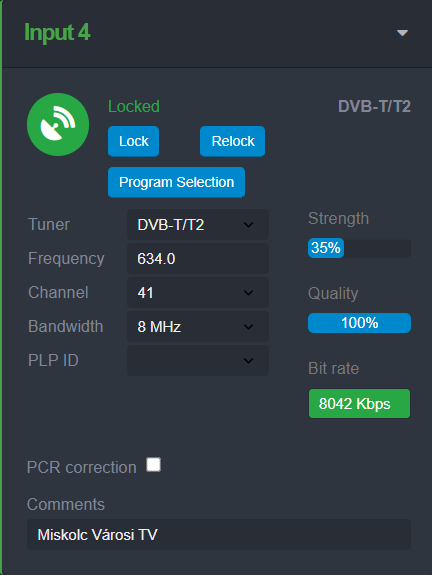 Input 4
Locked
DVB-T/T2
Lock
Relock
Program Selection
Tuner
DVB-T/T2
Frequency
634.0
Channel
41
Bandwidth
8 MHz
PLP ID
Strength
35%
Quality
100%
Bit rate
8042 Kbps
PCR correction
Comments
Miskolc Városi TV